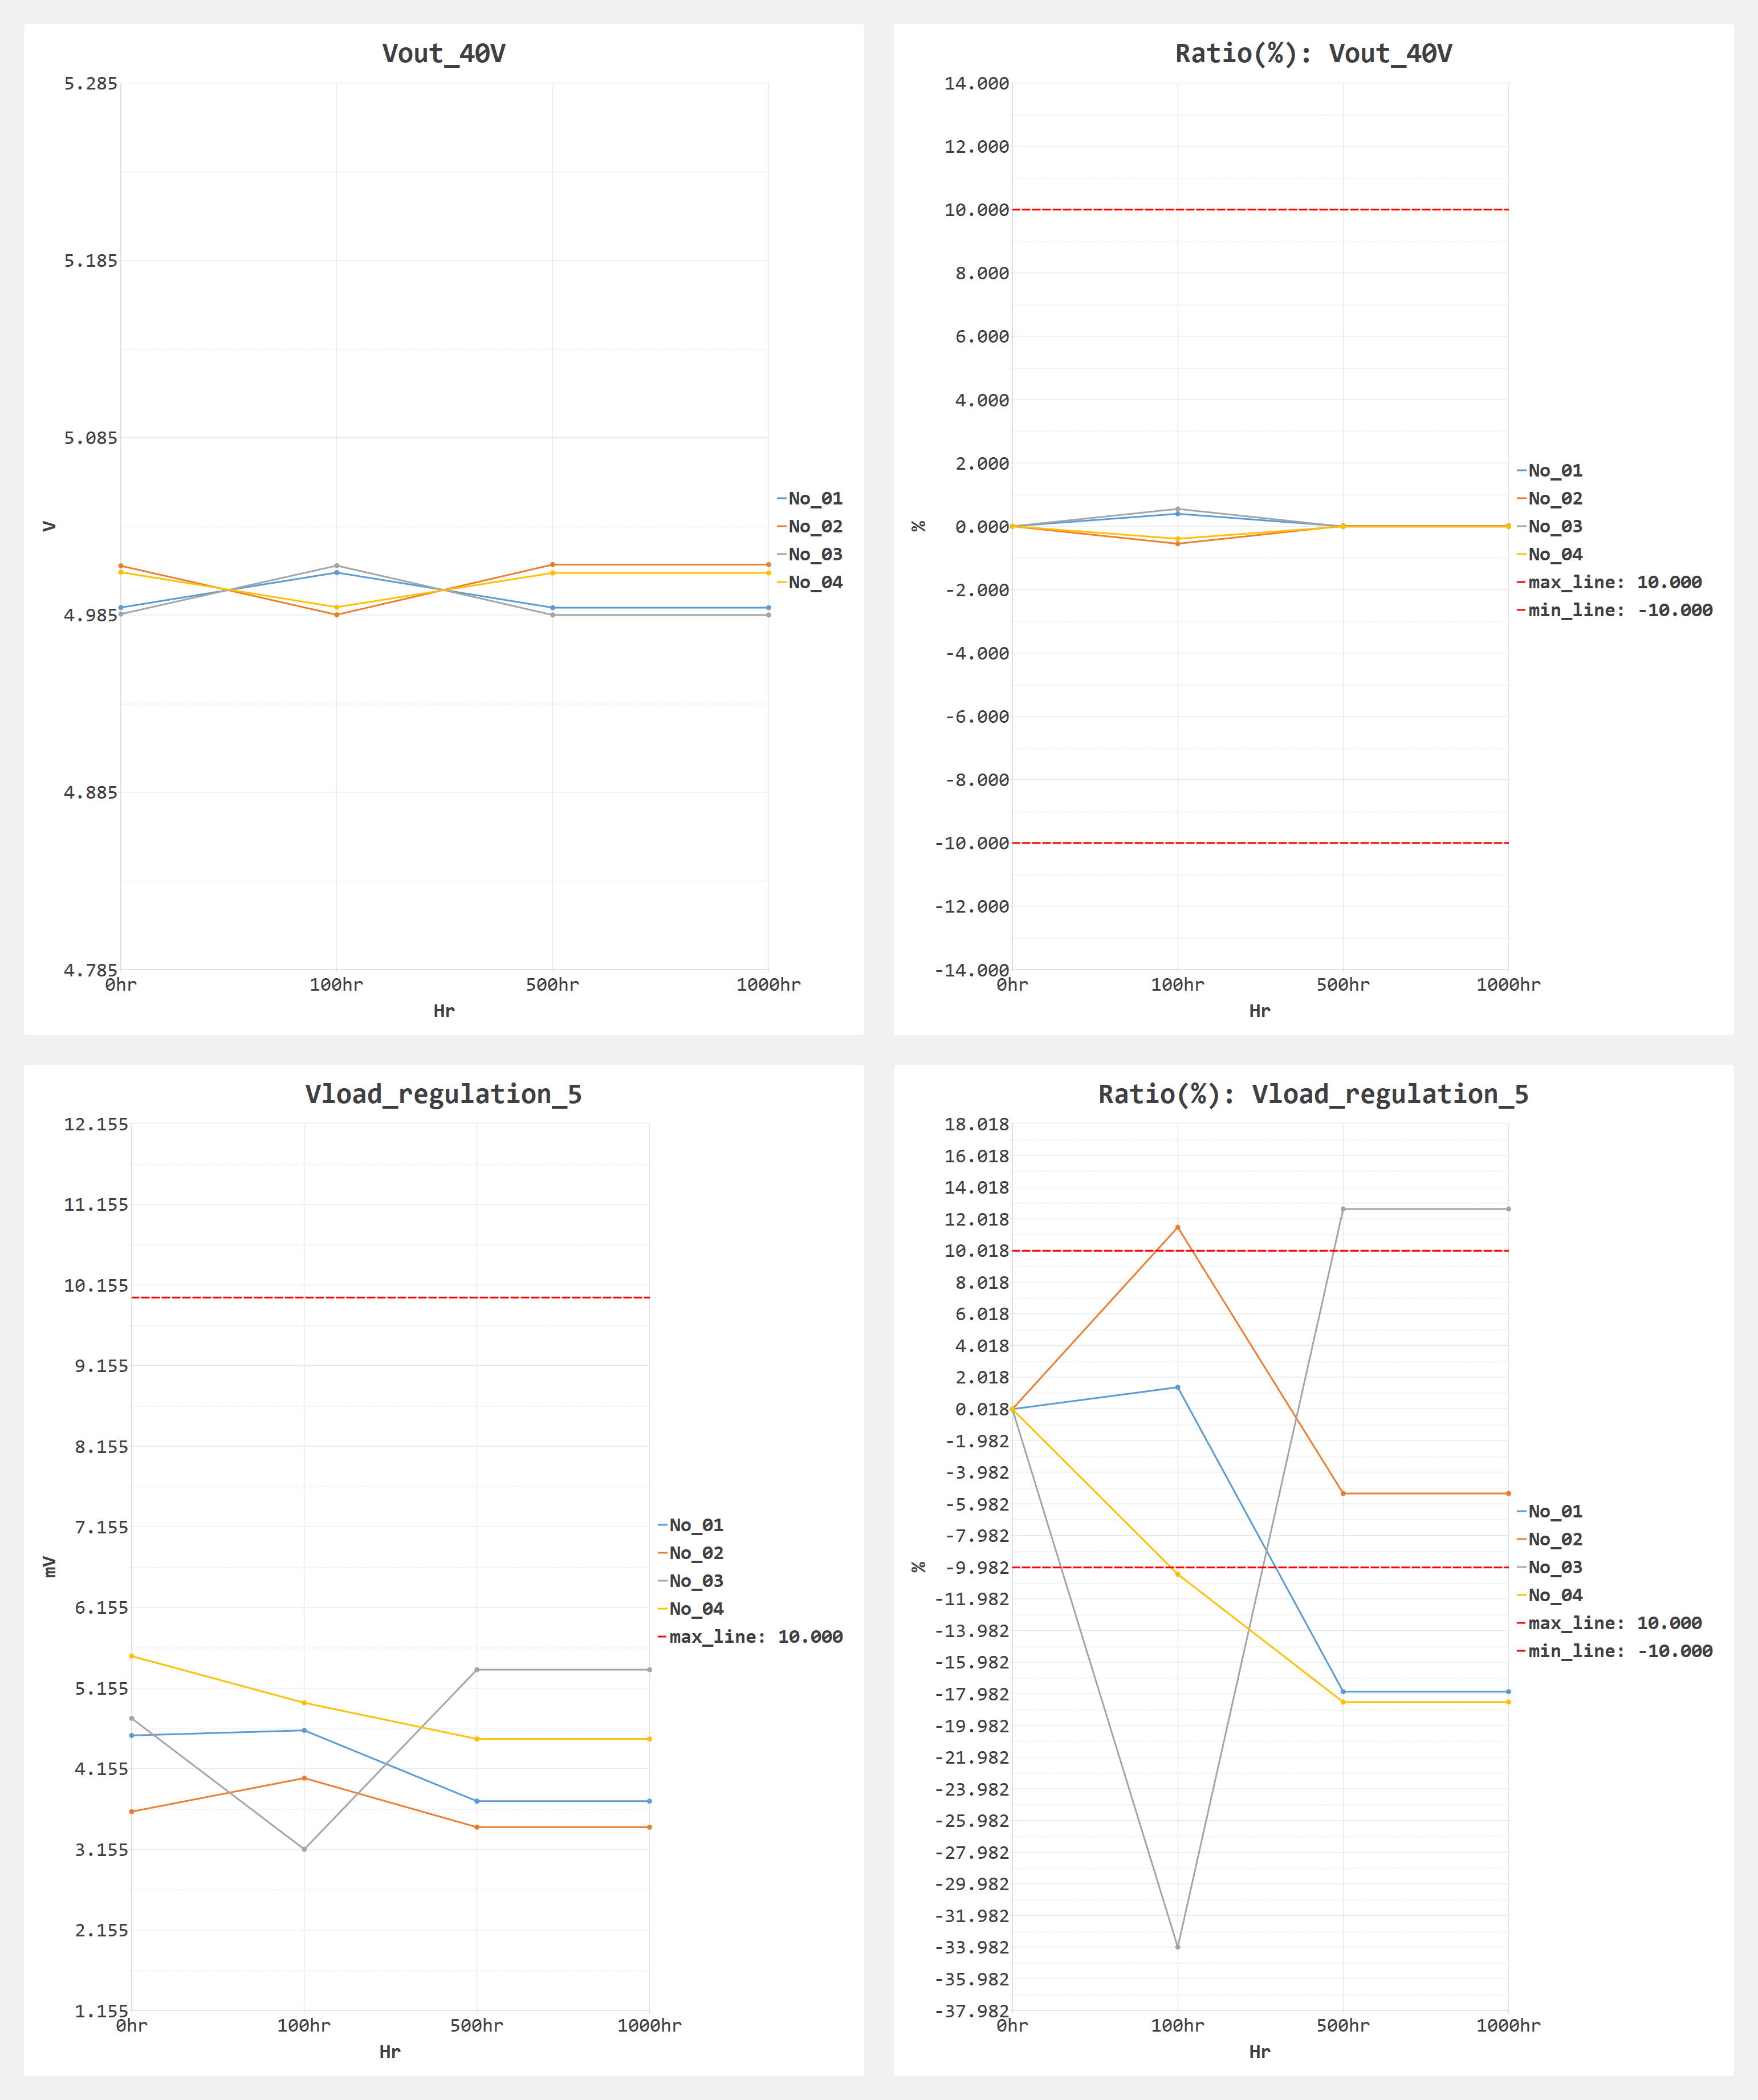 Vout_40V
5.285
5.185
5.085
4.985
4.885
4.785
V
0hr 100hr 500hr 1000hr
Hr
No_01
No_02
No_03
No_04
Ratio(%): Vout_40V
14.000
12.000
10.000
8.000
6.000
4.000
2.000
0.000
-2.000
-4.000
-6.000
-8.000
-10.000
-12.000
-14.000
%
0hr 100hr 500hr 1000hr
Hr
No_01
No_02
No_03
No_04
max_line: 10.000
min_line: -10.000
Vload_regulation_5
12.155
11.155
10.155
9.155
8.155
7.155
6.155
5.155
4.155
3.155
2.155
1.155
mV
0hr 100hr 500hr 1000hr
Hr
No_01
No_02
No_03
No_04
max_line: 10.000
Ratio(%): Vload_regulation_5
18.018
16.018
14.018
12.018
10.018
8.018
6.018
4.018
2.018
0.018
-1.982
-3.982
-5.982
-7.982
-9.982
-11.982
-13.982
-15.982
-17.982
-19.982
-21.982
-23.982
-25.982
-27.982
-29.982
-31.982
-33.982
-35.982
-37.982
%
0hr 100hr 500hr 1000hr
Hr
No_01
No_02
No_03
No_04
max_line: 10.000
min_line: -10.000